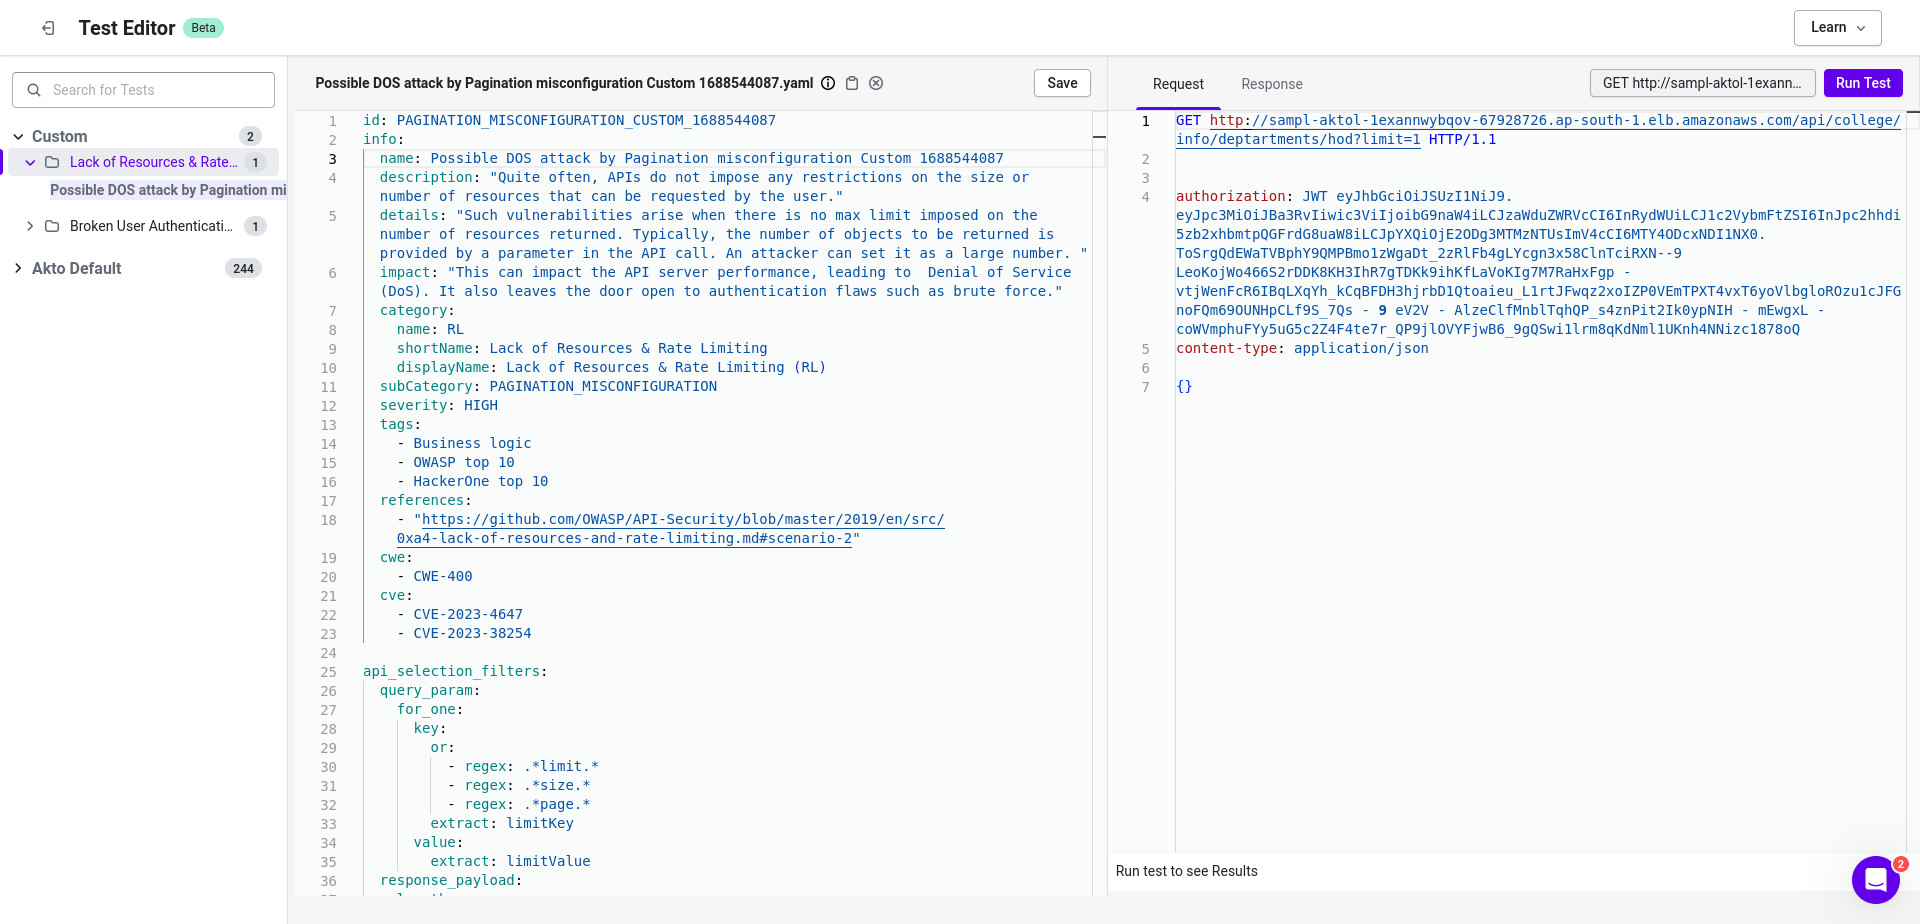 Test Editor Beta
Learn
Search for Tests
Custom 2
Lack of Resources & Rate... 1
Possible DOS attack by Pagination mi
Broken User Authenticati... 1
Akto Default 244
Possible DOS attack by Pagination misconfiguration Custom 1688544087.yaml
Save
1 id: PAGINATION_MISCONFIGURATION_CUSTOM_1688544087
2 info:
3 name: Possible DOS attack by Pagination misconfiguration Custom 1688544087
4 description: "Quite often, APIs do not impose any restrictions on the size or
number of resources that can be requested by the user."
5 details: "Such vulnerabilities arise when there is no max limit imposed on the
number of resources returned. Typically, the number of objects to be returned is
provided by a parameter in the API call. An attacker can set it as a large number. "
6 impact: "This can impact the API server performance, leading to  Denial of Service
(DoS). It also leaves the door open to authentication flaws such as brute force."
7 category:
8 name: RL
9 shortName: Lack of Resources & Rate Limiting
10 displayName: Lack of Resources & Rate Limiting (RL)
11 subCategory: PAGINATION_MISCONFIGURATION
12 severity: HIGH
13 tags:
14 - Business logic
15 - OWASP top 10
16 - HackerOne top 10
17 references:
18 - "https://github.com/OWASP/API-Security/blob/master/2019/en/src/
0xa4-lack-of-resources-and-rate-limiting.md#scenario-2"
19 cwe:
20 - CWE-400
21 cve:
22 - CVE-2023-4647
23 - CVE-2023-38254
24
25 api_selection_filters:
26 query_param:
27 for_one:
28 key:
29 or:
30 - regex: .*limit.*
31 - regex: .*size.*
32 - regex: .*page.*
33 extract: limitKey
34 value:
35 extract: limitValue
36 response_payload:
Request Response
GET http://sampl-aktol-1exann...
Run Test
1 GET http://sampl-aktol-1exannwybqov-67928726.ap-south-1.elb.amazonaws.com/api/college/
info/deptartments/hod?limit=1 HTTP/1.1
2
3
4 authorization: JWT eyJhbGciOiJSUzI1NiJ9.
eyJpc3MiOiJBa3RvIiwic3ViIjoibG9naW4iLCJzaWduZWRVcCI6InRydWUiLCJ1c2VybmFtZSI6InJpc2hhdi
5zb2xhbmtpQGFrdG8uaW8iLCJpYXQiOjE2ODg3MTMzNTUsImV4cCI6MTY4ODcxNDI1NX0.
ToSrgQdEWaTVBphY9QMPBmo1zWgaDt_2zRlFb4gLYcgn3x58ClnTciRXN--9
LeoKojWo466S2rDDK8KH3IhR7gTDKk9ihKfLaVoKIg7M7RaHxFgp -
vtjWenFcR6IBqLXqYh_kCqBFDH3hjrbD1Qtoaieu_L1rtJFwqz2xoIZP0VEmTPXT4vxT6yoVlbgloROzu1cJFG
noFQm69OUNHpCLf9S_7Qs - 9 eV2V - AlzeClfMnblTqhQP_s4znPit2Ik0ypNIH - mEwgxL -
coWVmphuFYy5uG5c2Z4F4te7r_QP9jlOVYFjwB6_9gQSwi1lrm8qKdNml1UKnh4NNizc1878oQ
5 content-type: application/json
6
7 {}
Run test to see Results
2